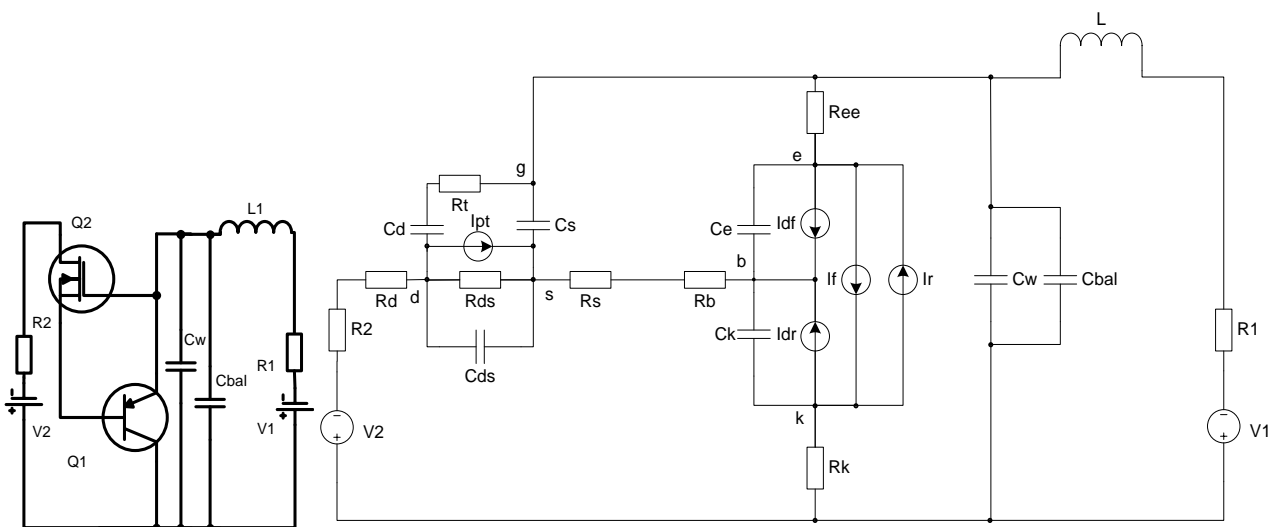 L1
Q2
R2
V2
Q1
Cw
Cbal
R1
V1
L
Ree
g
e
Rt
Ipt
Cd
Cs
Ce
Idf
b
Rd
d
Rds
s
Rs
Rb
If
Ir
Cw
Cbal
R2
Cds
Ck
Idr
R1
k
V2
V1
Rk